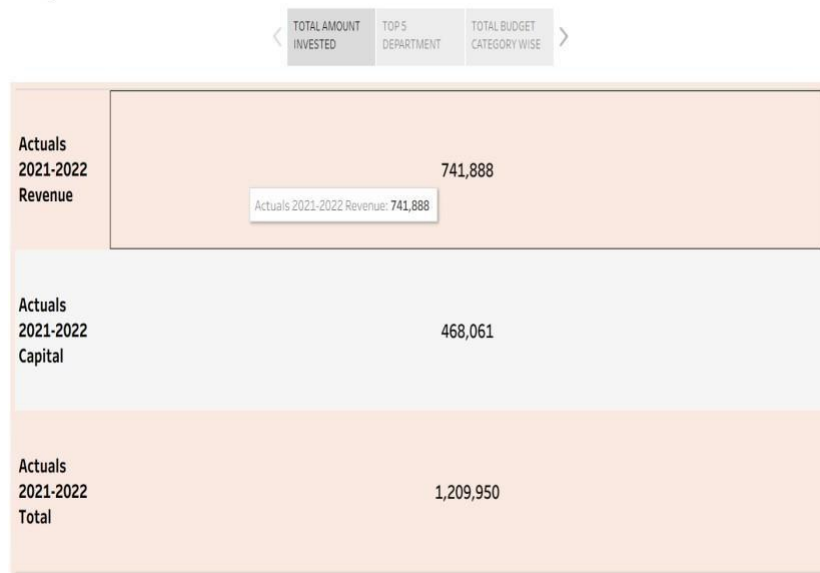 TOTAL AMOUNT
INVESTED
TOP 5
DEPARTMENT
TOTAL BUDGET
CATEGORY WISE
Actuals
2021-2022
Revenue
741,888
Actuals 2021-2022 Revenue: 741,888
Actuals
2021-2022
Capital
468,061
Actuals
2021-2022
Total
1,209,950